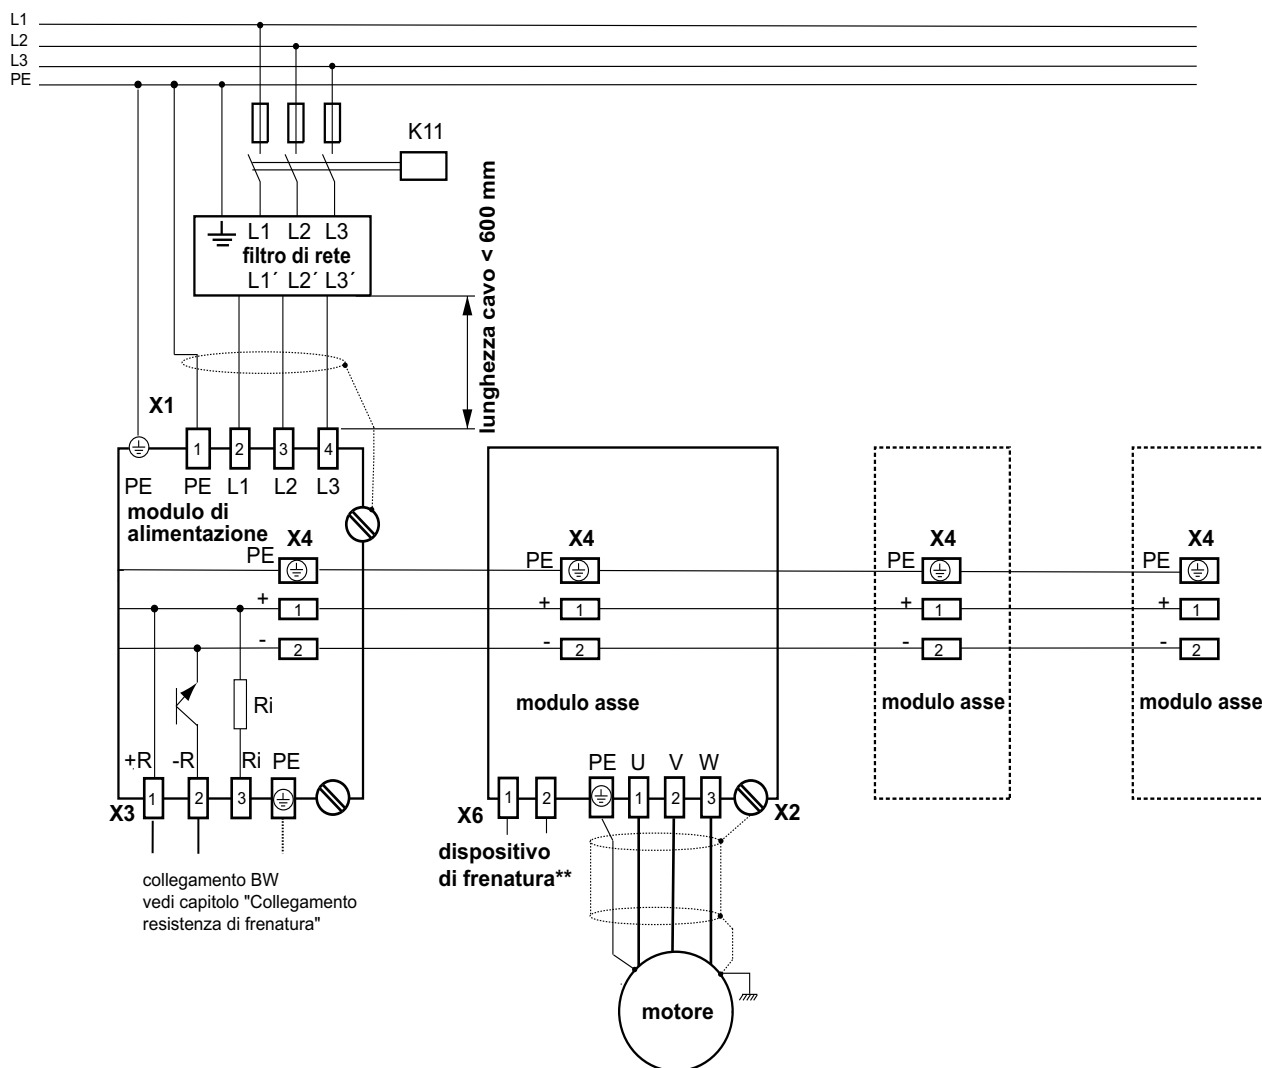 L1
L2
L3
PE
K11
L1 L2 L3
filtro di rete
L1´ L2´ L3´
lunghezza cavo < 600 mm
X1
1 2 3 4
PE PE L1 L2 L3
modulo di
alimentazione
X4 X4 X4 X4
PE PE PE PE
+ 1 + 1 + 1 + 1
- 2 - 2 - 2 - 2
Ri
modulo asse modulo asse modulo asse
+R -R Ri PE
PE U V W
X3 1 2 3
X6 1 2 1 2 3 X2
dispositivo
di frenatura**
collegamento BW
vedi capitolo "Collegamento
resistenza di frenatura"
motore